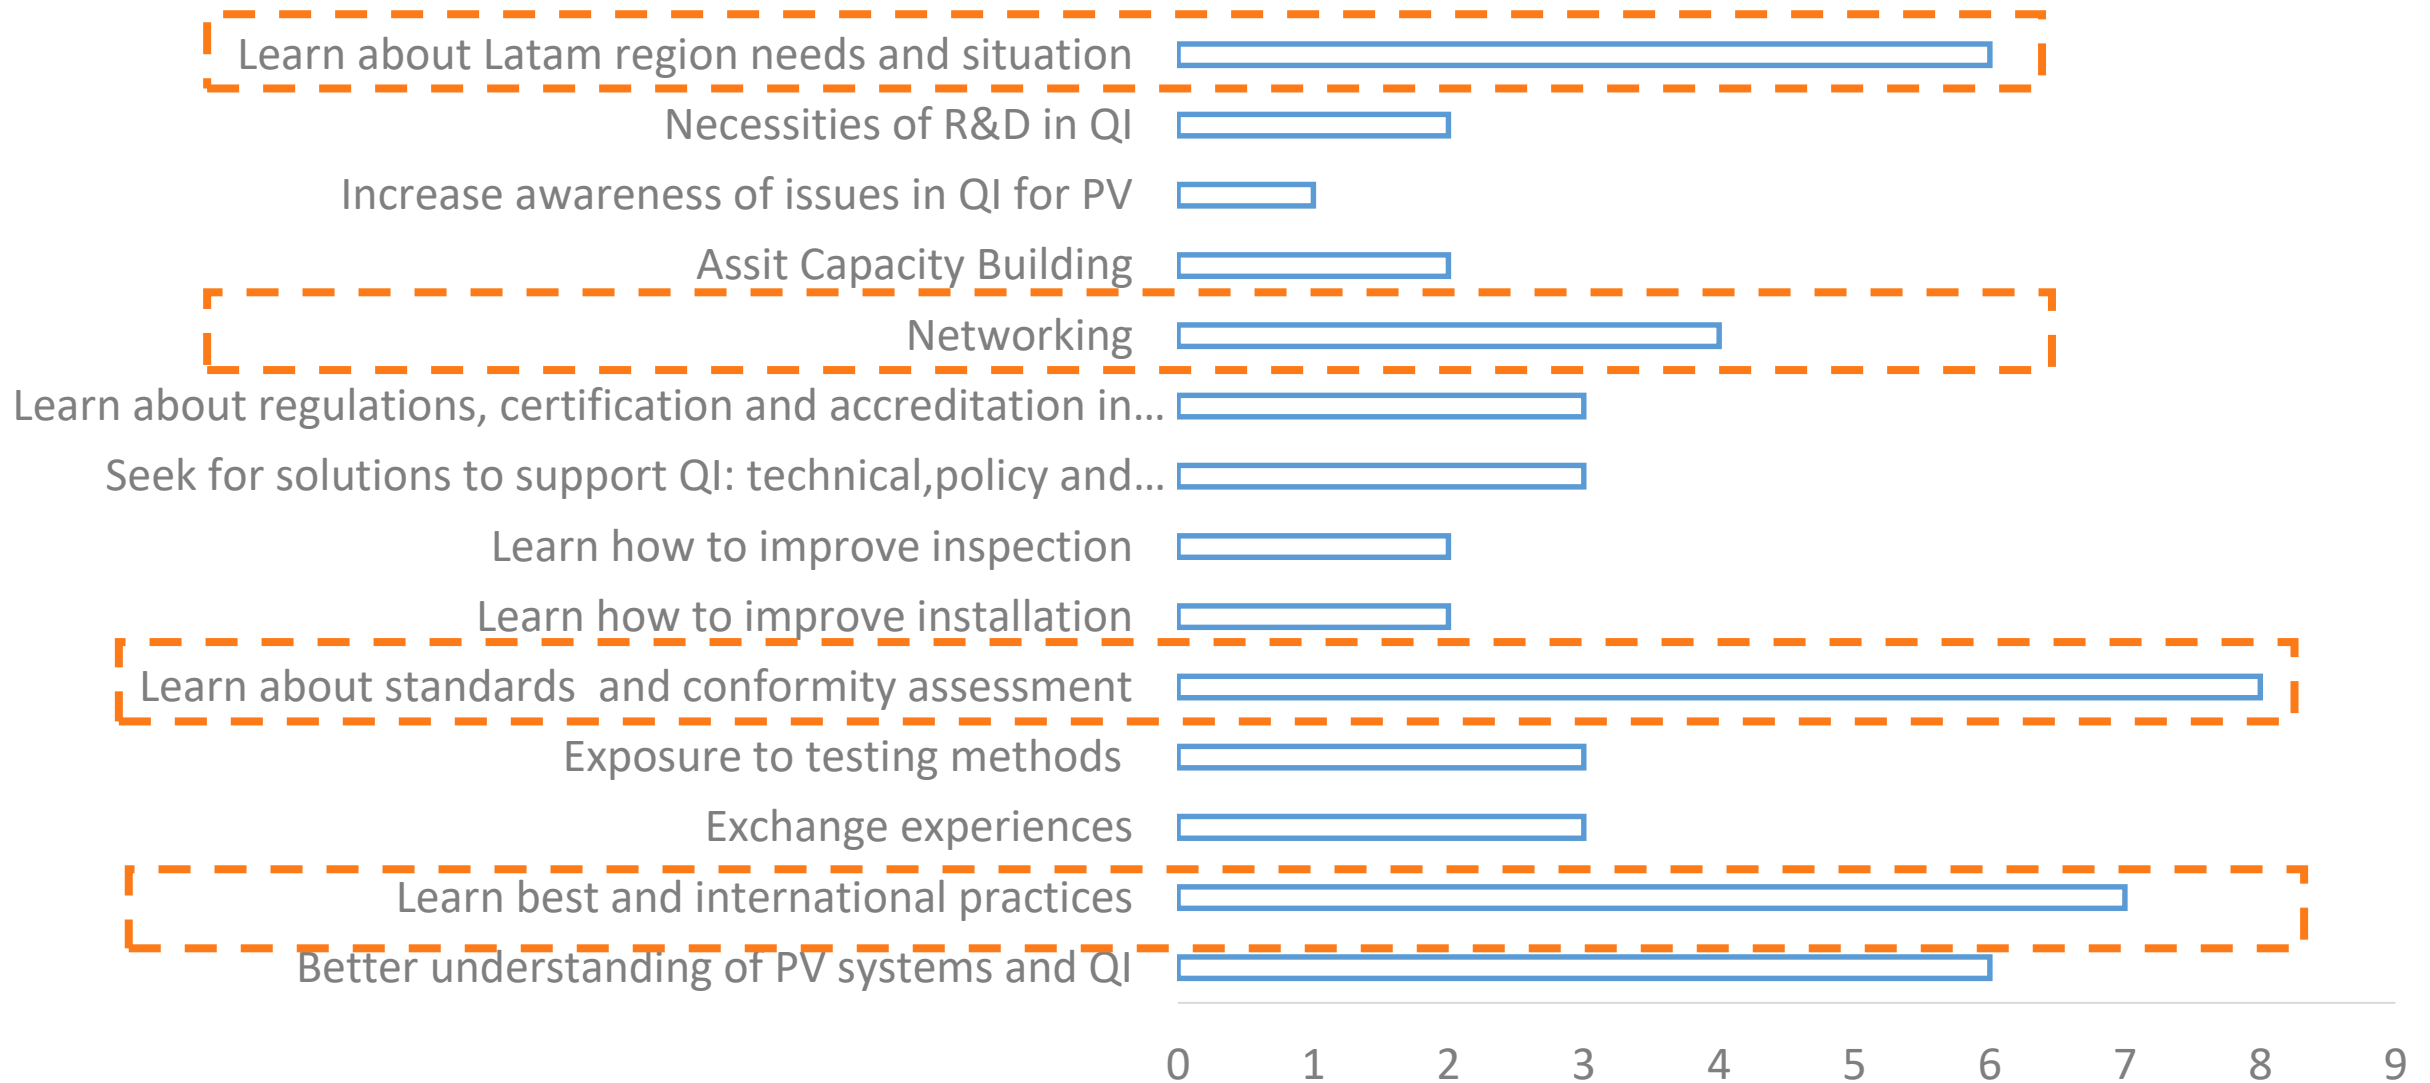 Learn about Latam region needs and situation
Necessities of R&D in QI
Increase awareness of issues in QI for PV
Assit Capacity Building
Networking
Learn about regulations, certification and accreditation in...
Seek for solutions to support QI: technical,policy and...
Learn how to improve inspection
Learn how to improve installation
Learn about standards  and conformity assessment
Exposure to testing methods
Exchange experiences
Learn best and international practices
Better understanding of PV systems and QI
0 1 2 3 4 5 6 7 8 9